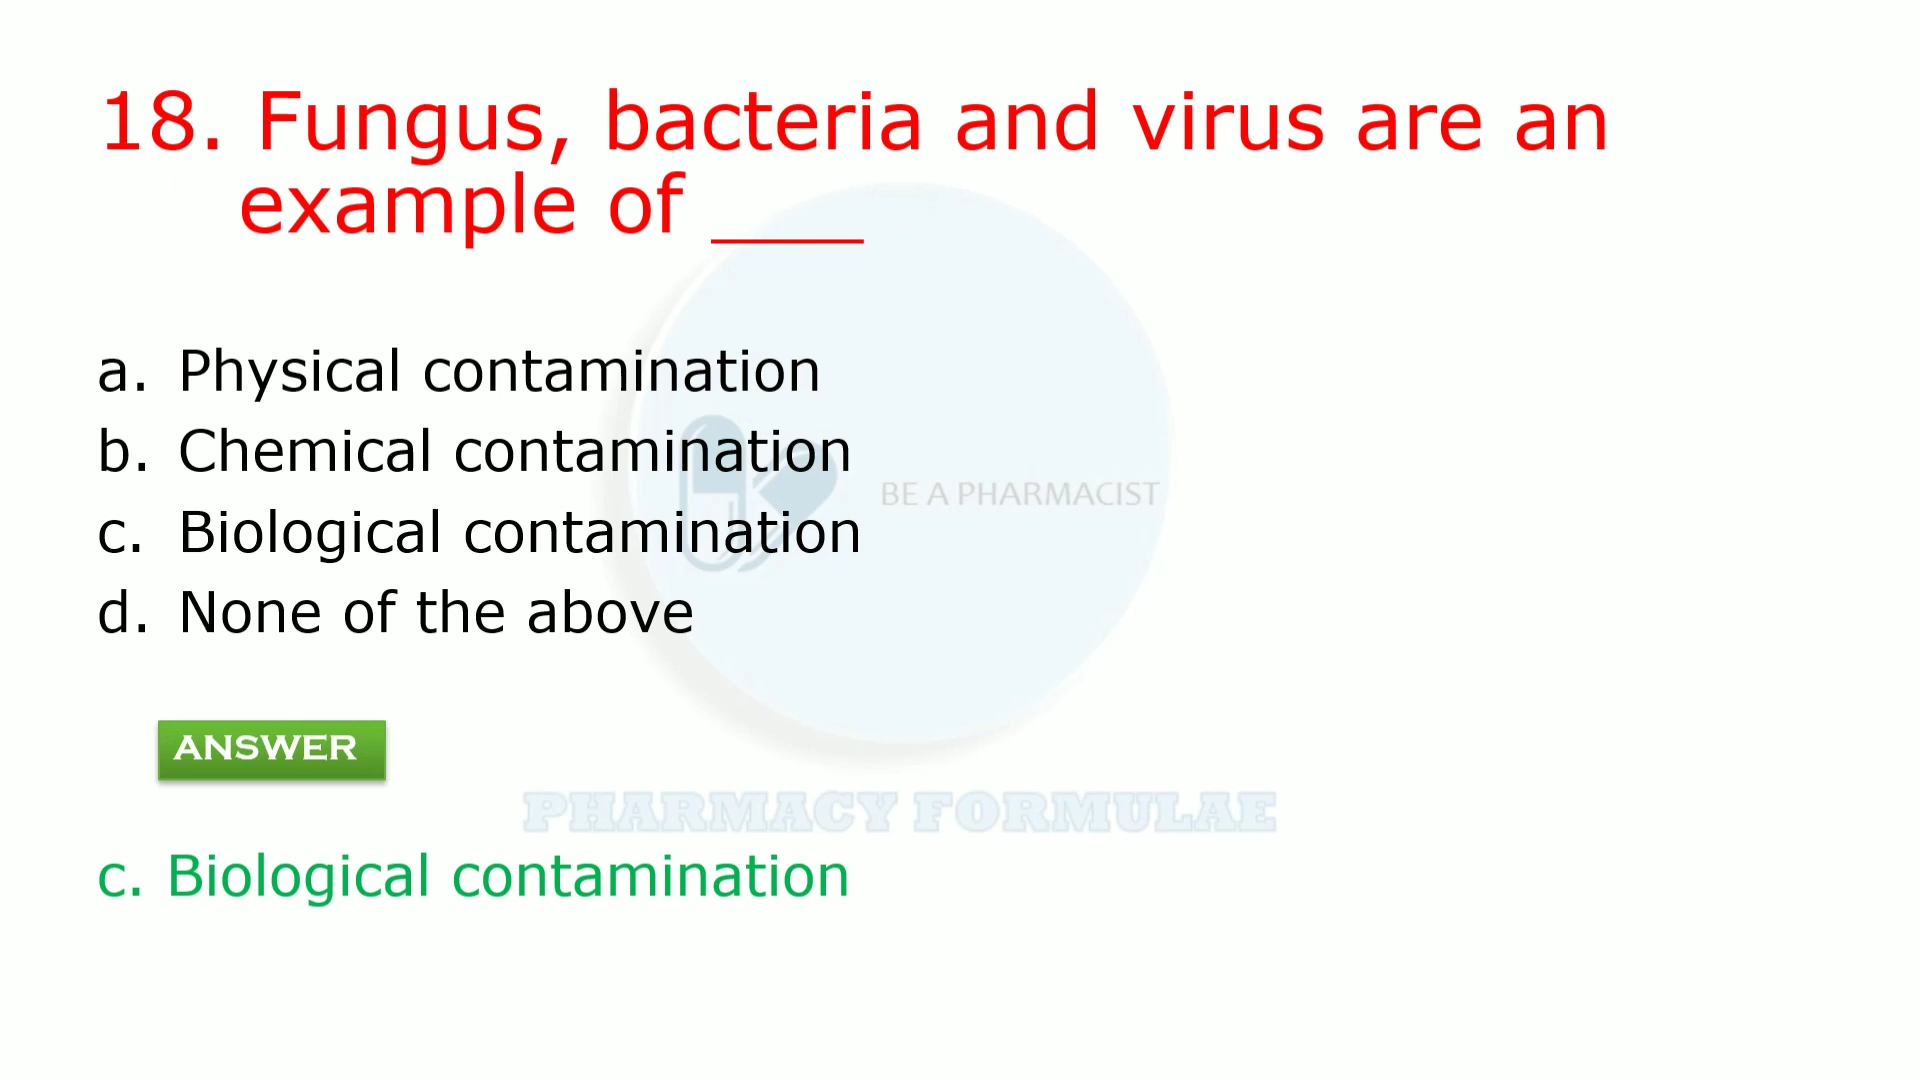 18. Fungus, bacteria and virus are an
example of ____
a. Physical contamination
b. Chemical contamination
c. Biological contamination
d. None of the above
BE A PHARMACIST
ANSWER
PHARMACY FORMULAE
c. Biological contamination